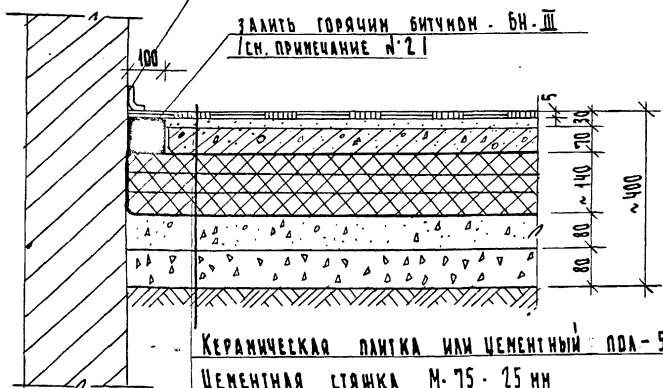 ЗАЛИТЬ ГОРЯЧИМ БИТУМОМ - БН-III
/СМ. ПРИМЕЧАНИЕ №2/
100
5
30
70
~140
80
80
~400
КЕРАМИЧЕСКАЯ ПЛИТКА ИЛИ ЦЕМЕНТНЫЙ ПОЛ - 5
ЦЕМЕНТНАЯ СТЯЖКА М-75 - 25 ММ